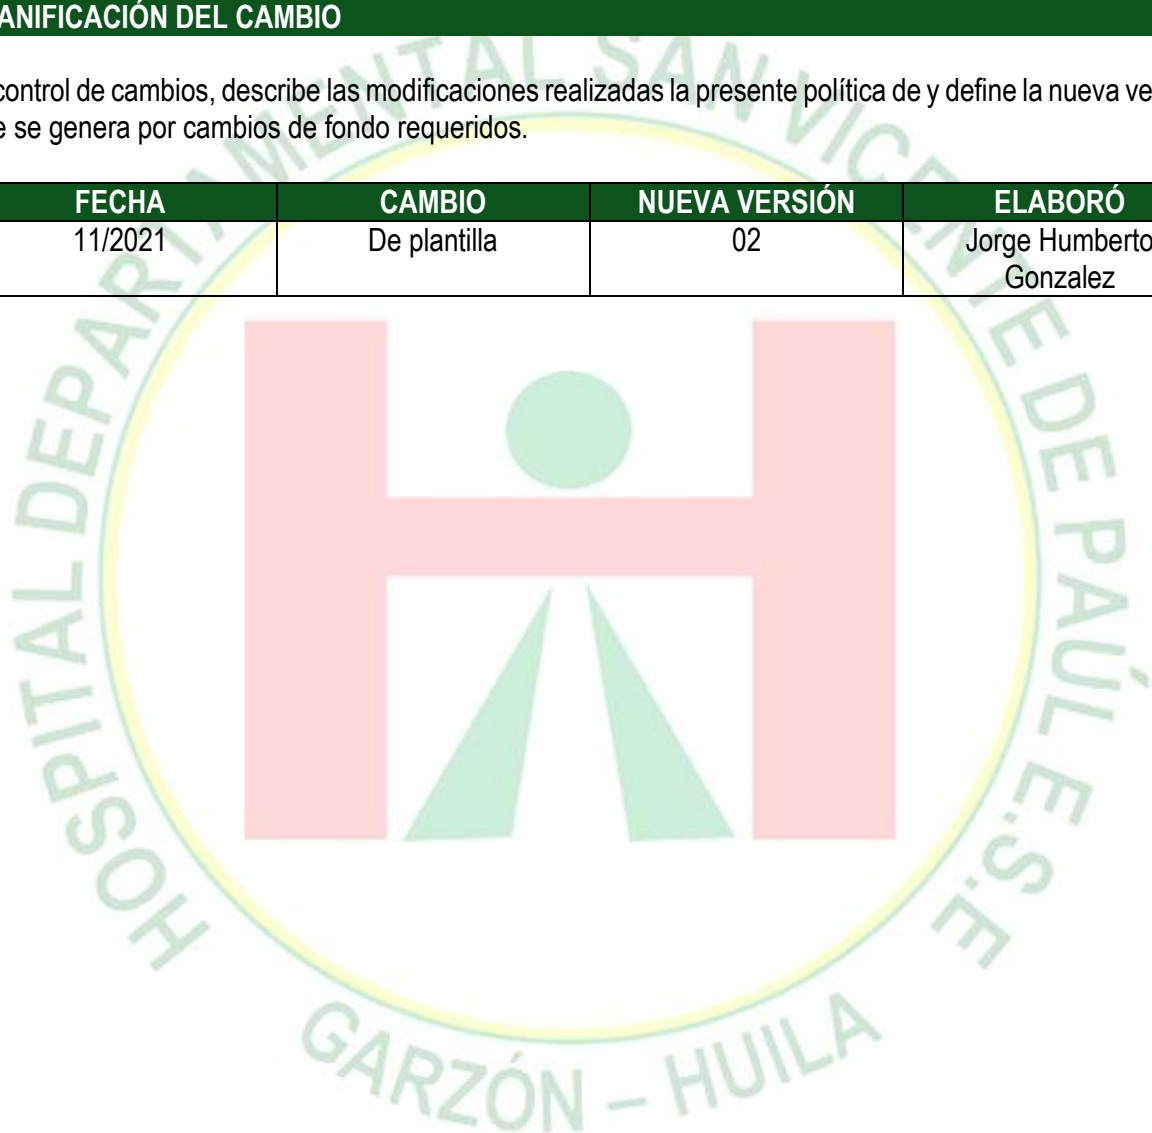 ANIFICACIÓN DEL CAMBIO
control de cambios, describe las modificaciones realizadas la presente política de y define la nueva ve
e se genera por cambios de fondo requeridos.
FECHA CAMBIO NUEVA VERSIÓN ELABORÓ
11/2021 De plantilla 02 Jorge Humberto
Gonzalez
HOSPITAL DEPARTAMENTAL SAN VICENTE DE PAÚL E.S.E
GARZÓN – HUILA